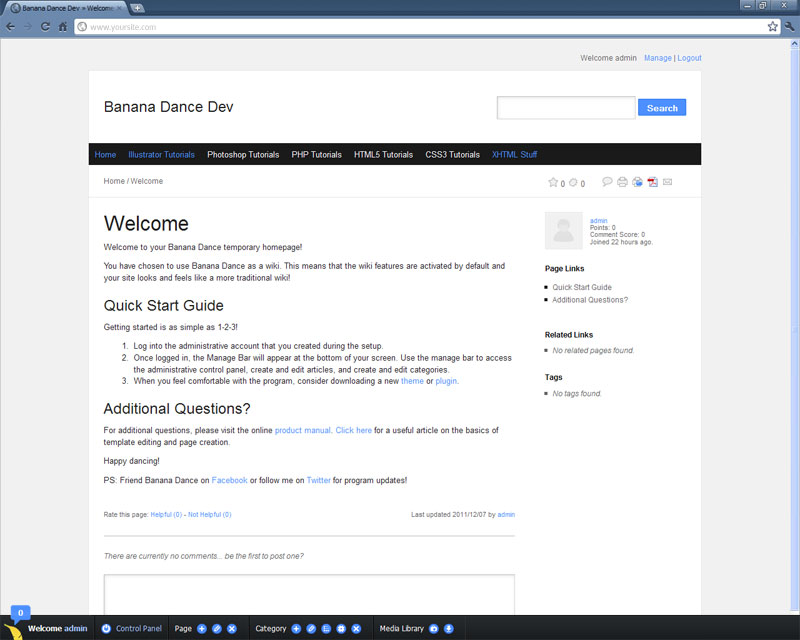 Banana Dance Dev » Welcome
www.yoursite.com
Welcome admin Manage | Logout
Banana Dance Dev
Search
Home Illustrator Tutorials Photoshop Tutorials PHP Tutorials HTML5 Tutorials CSS3 Tutorials XHTML Stuff
Home / Welcome
0 0
Welcome
Welcome to your Banana Dance temporary homepage!
You have chosen to use Banana Dance as a wiki. This means that the wiki features are activated by default and
your site looks and feels like a more traditional wiki!
Quick Start Guide
Getting started is as simple as 1-2-3!
1. Log into the administrative account that you created during the setup.
2. Once logged in, the Manage Bar will appear at the bottom of your screen. Use the manage bar to access
the administrative control panel, create and edit articles, and create and edit categories.
3. When you feel comfortable with the program, consider downloading a new theme or plugin.
Additional Questions?
For additional questions, please visit the online product manual. Click here for a useful article on the basics of
template editing and page creation.
Happy dancing!
PS: Friend Banana Dance on Facebook or follow me on Twitter for program updates!
Rate this page: Helpful (0) - Not Helpful (0) Last updated 2011/12/07 by admin
There are currently no comments... be the first to post one?
admin
Points: 0
Comment Score: 0
Joined 22 hours ago.
Page Links
Quick Start Guide
Additional Questions?
Related Links
No related pages found.
Tags
No tags found.
0
Welcome admin Control Panel Page Category Media Library